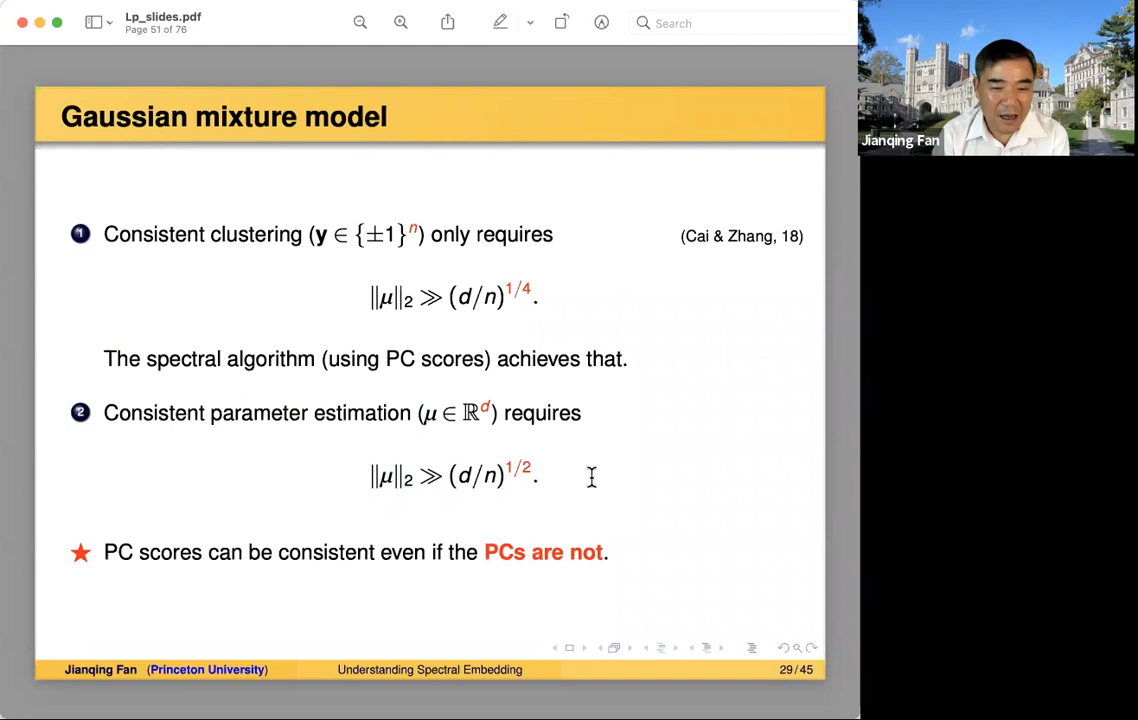 Lp_slides.pdf
Page 51 of 76
Search
Gaussian mixture model
Jianqing Fan
1 Consistent clustering (y ∈ {±1}ⁿ) only requires (Cai & Zhang, 18)
‖μ‖₂ ≫ (d/n)^{1/4}.
The spectral algorithm (using PC scores) achieves that.
2 Consistent parameter estimation (μ ∈ ℝᵈ) requires
‖μ‖₂ ≫ (d/n)^{1/2}.
★ PC scores can be consistent even if the PCs are not.
Jianqing Fan (Princeton University) Understanding Spectral Embedding 29/45